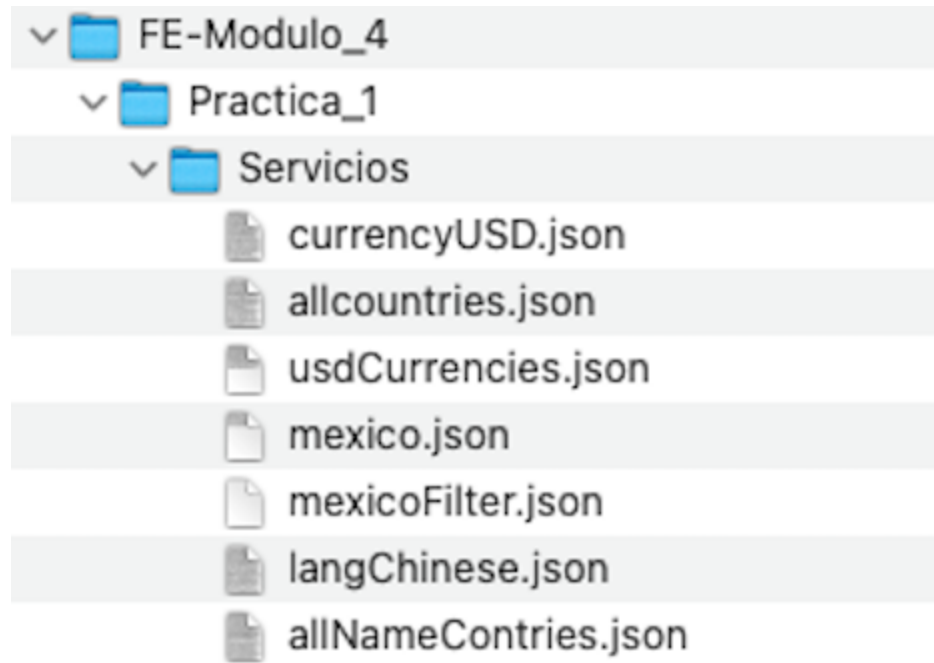 FE-Modulo_4
Practica_1
Servicios
currencyUSD.json
allcountries.json
usdCurrencies.json
mexico.json
mexicoFilter.json
langChinese.json
allNameContries.json